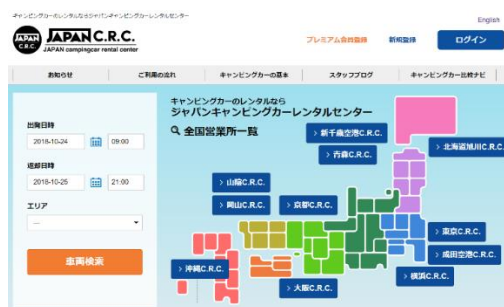 キャンピングカーのレンタルならジャパンキャンピングカーレンタルセンター
English
JAPAN C.R.C.
JAPAN campingcar rental center
JAPAN
C.R.C.
プレミアム会員登録
新規登録
ログイン
お知らせ
ご利用の流れ
キャンピングカーの基本
スタッフブログ
キャンピングカー比較ナビ
キャンピングカーのレンタルなら
ジャパンキャンピングカーレンタルセンター
全国営業所一覧
出発日時
2018-10-24
09:00
返却日時
2018-10-25
21:00
エリア
---
車両検索
> 新千歳空港C.R.C.
> 北海道旭川C.R.C.
> 青森C.R.C.
> 山陰C.R.C.
> 岡山C.R.C.
> 京都C.R.C.
> 東京C.R.C.
> 成田空港C.R.C.
> 沖縄C.R.C.
> 横浜C.R.C.
> 大阪C.R.C.